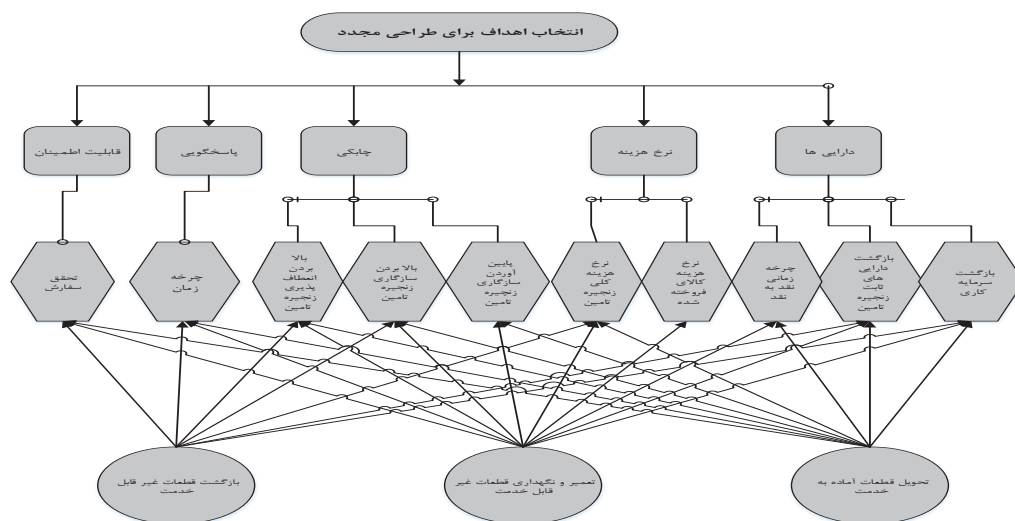 انتخاب اهداف برای طراحی مجدد
دارایی ها
نرخ هزینه
چابکی
پاسخگویی
قابلیت اطمینان
بازگشت
سرمایه
کاری
بازگشت
دارایی
های
ثابت
زنجیره
تامین
چرخه
زمانی
نقد به
نقد
نرخ
هزینه
کالای
فروخته
شده
نرخ
هزینه
کلی
زنجیره
تامین
پایین
آوردن
سازگاری
زنجیره
تامین
بالا بردن
سازگاری
زنجیره
تامین
بالا
بردن
انعطاف
پذیری
زنجیره
تامین
چرخه
زمان
تحقق
سفارش
تحویل قطعات آماده به
خدمت
تعمیر و نگهداری قطعات غیر
قابل خدمت
بازگشت قطعات غیر قابل
خدمت